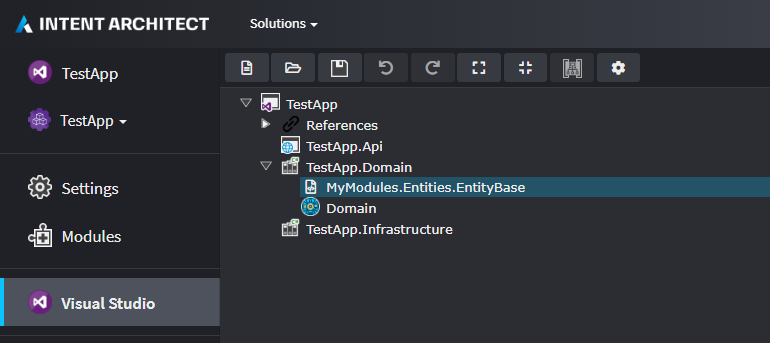 INTENT ARCHITECT
Solutions
TestApp
TestApp
Settings
Modules
Visual Studio
TestApp
References
TestApp.Api
TestApp.Domain
MyModules.Entities.EntityBase
Domain
TestApp.Infrastructure